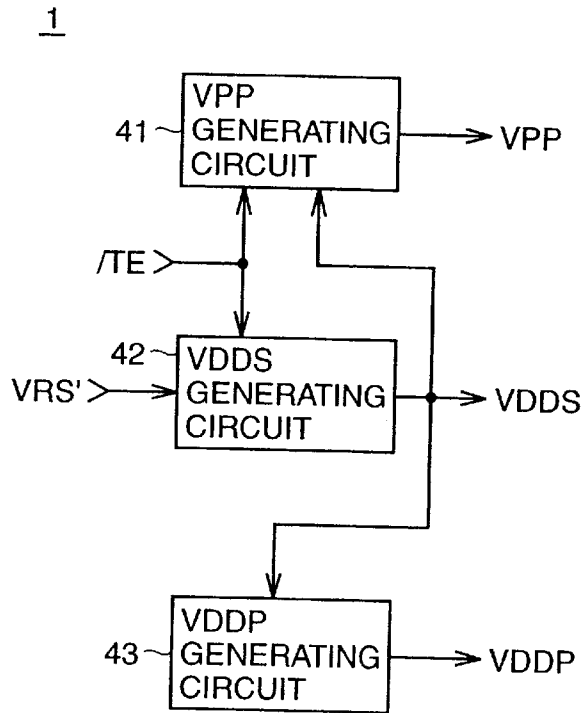 1
VPP
41 GENERATING
CIRCUIT
VPP
/TE
42
VDDS
VRS' GENERATING
CIRCUIT
VDDS
VDDP
43 GENERATING
CIRCUIT
VDDP